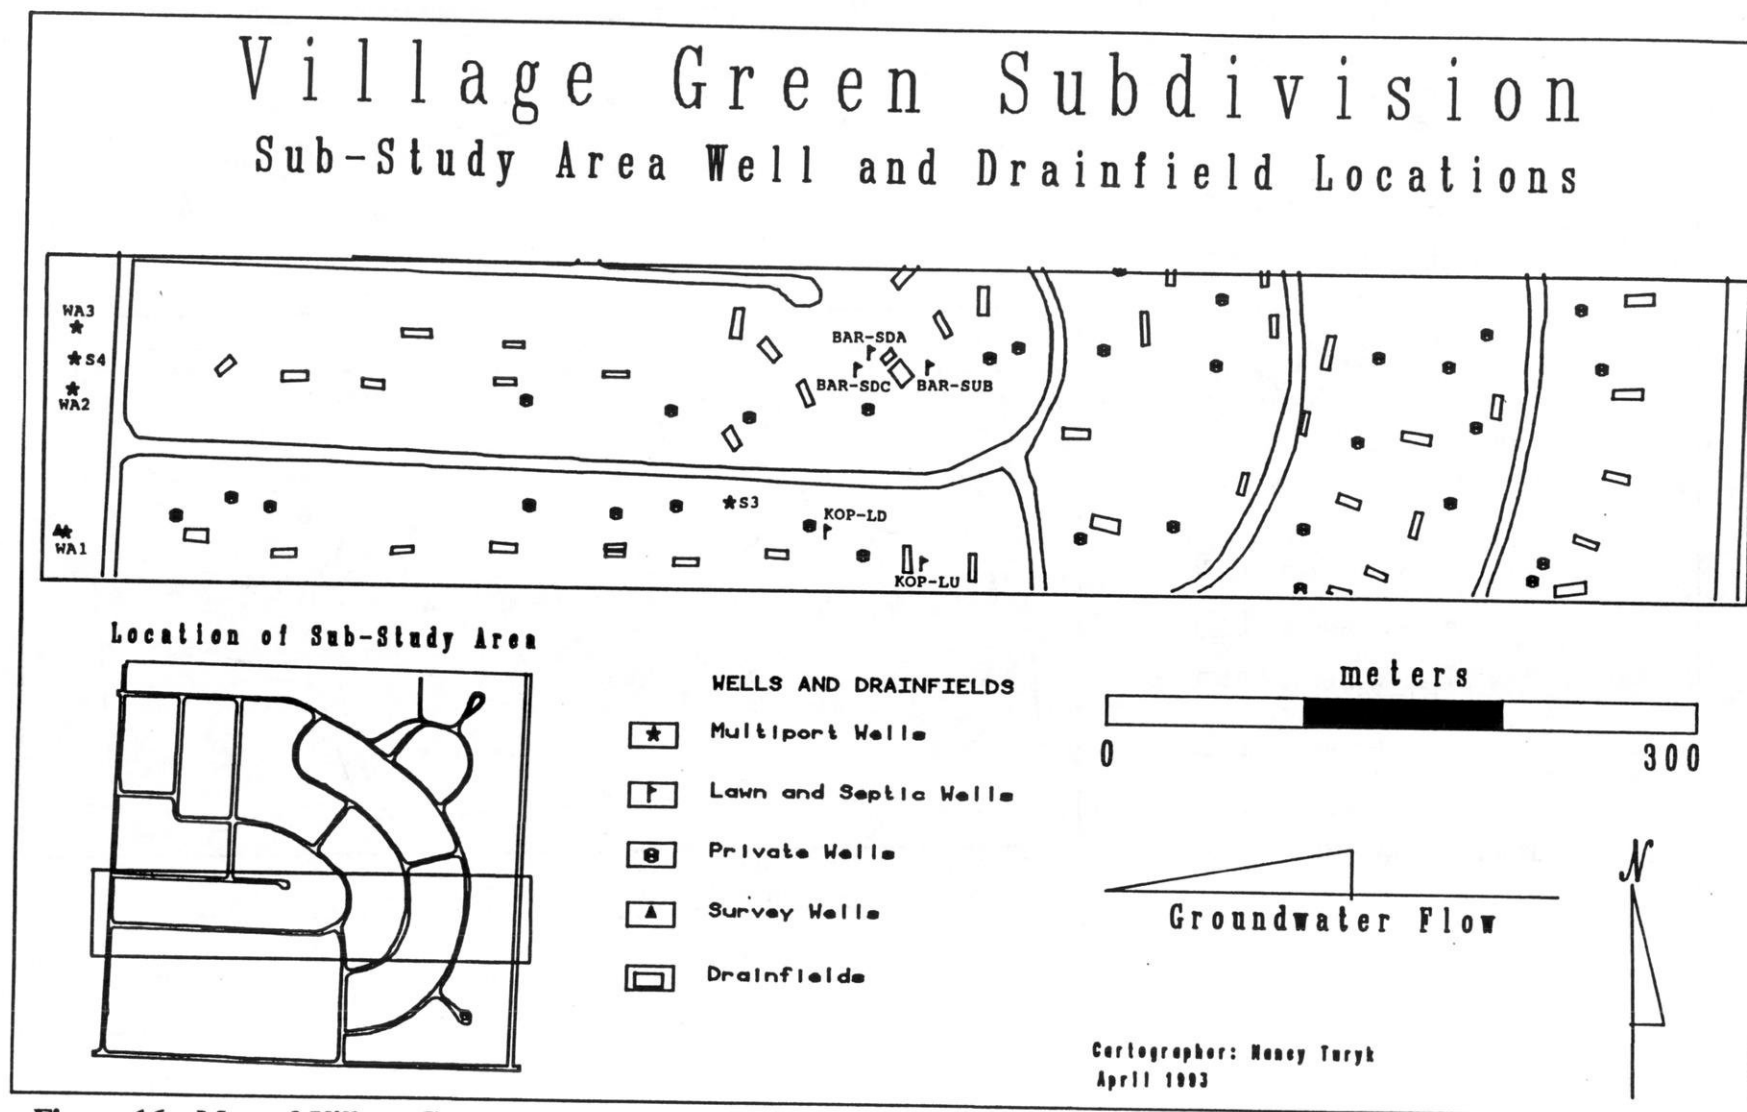 Village Green Subdivision
Sub-Study Area Well and Drainfield Locations
WA3
S4
WA2
WA1
BAR-SDA
BAR-SDC
BAR-SUB
S3
KOP-LD
KOP-LU
Location of Sub-Study Area
WELLS AND DRAINFIELDS
Multiport Wells
Lawn and Septic Wells
Private Wells
Survey Wells
Drainfields
meters
0 300
Groundwater Flow
N
Cartographer: Nancy Turyk
April 1993